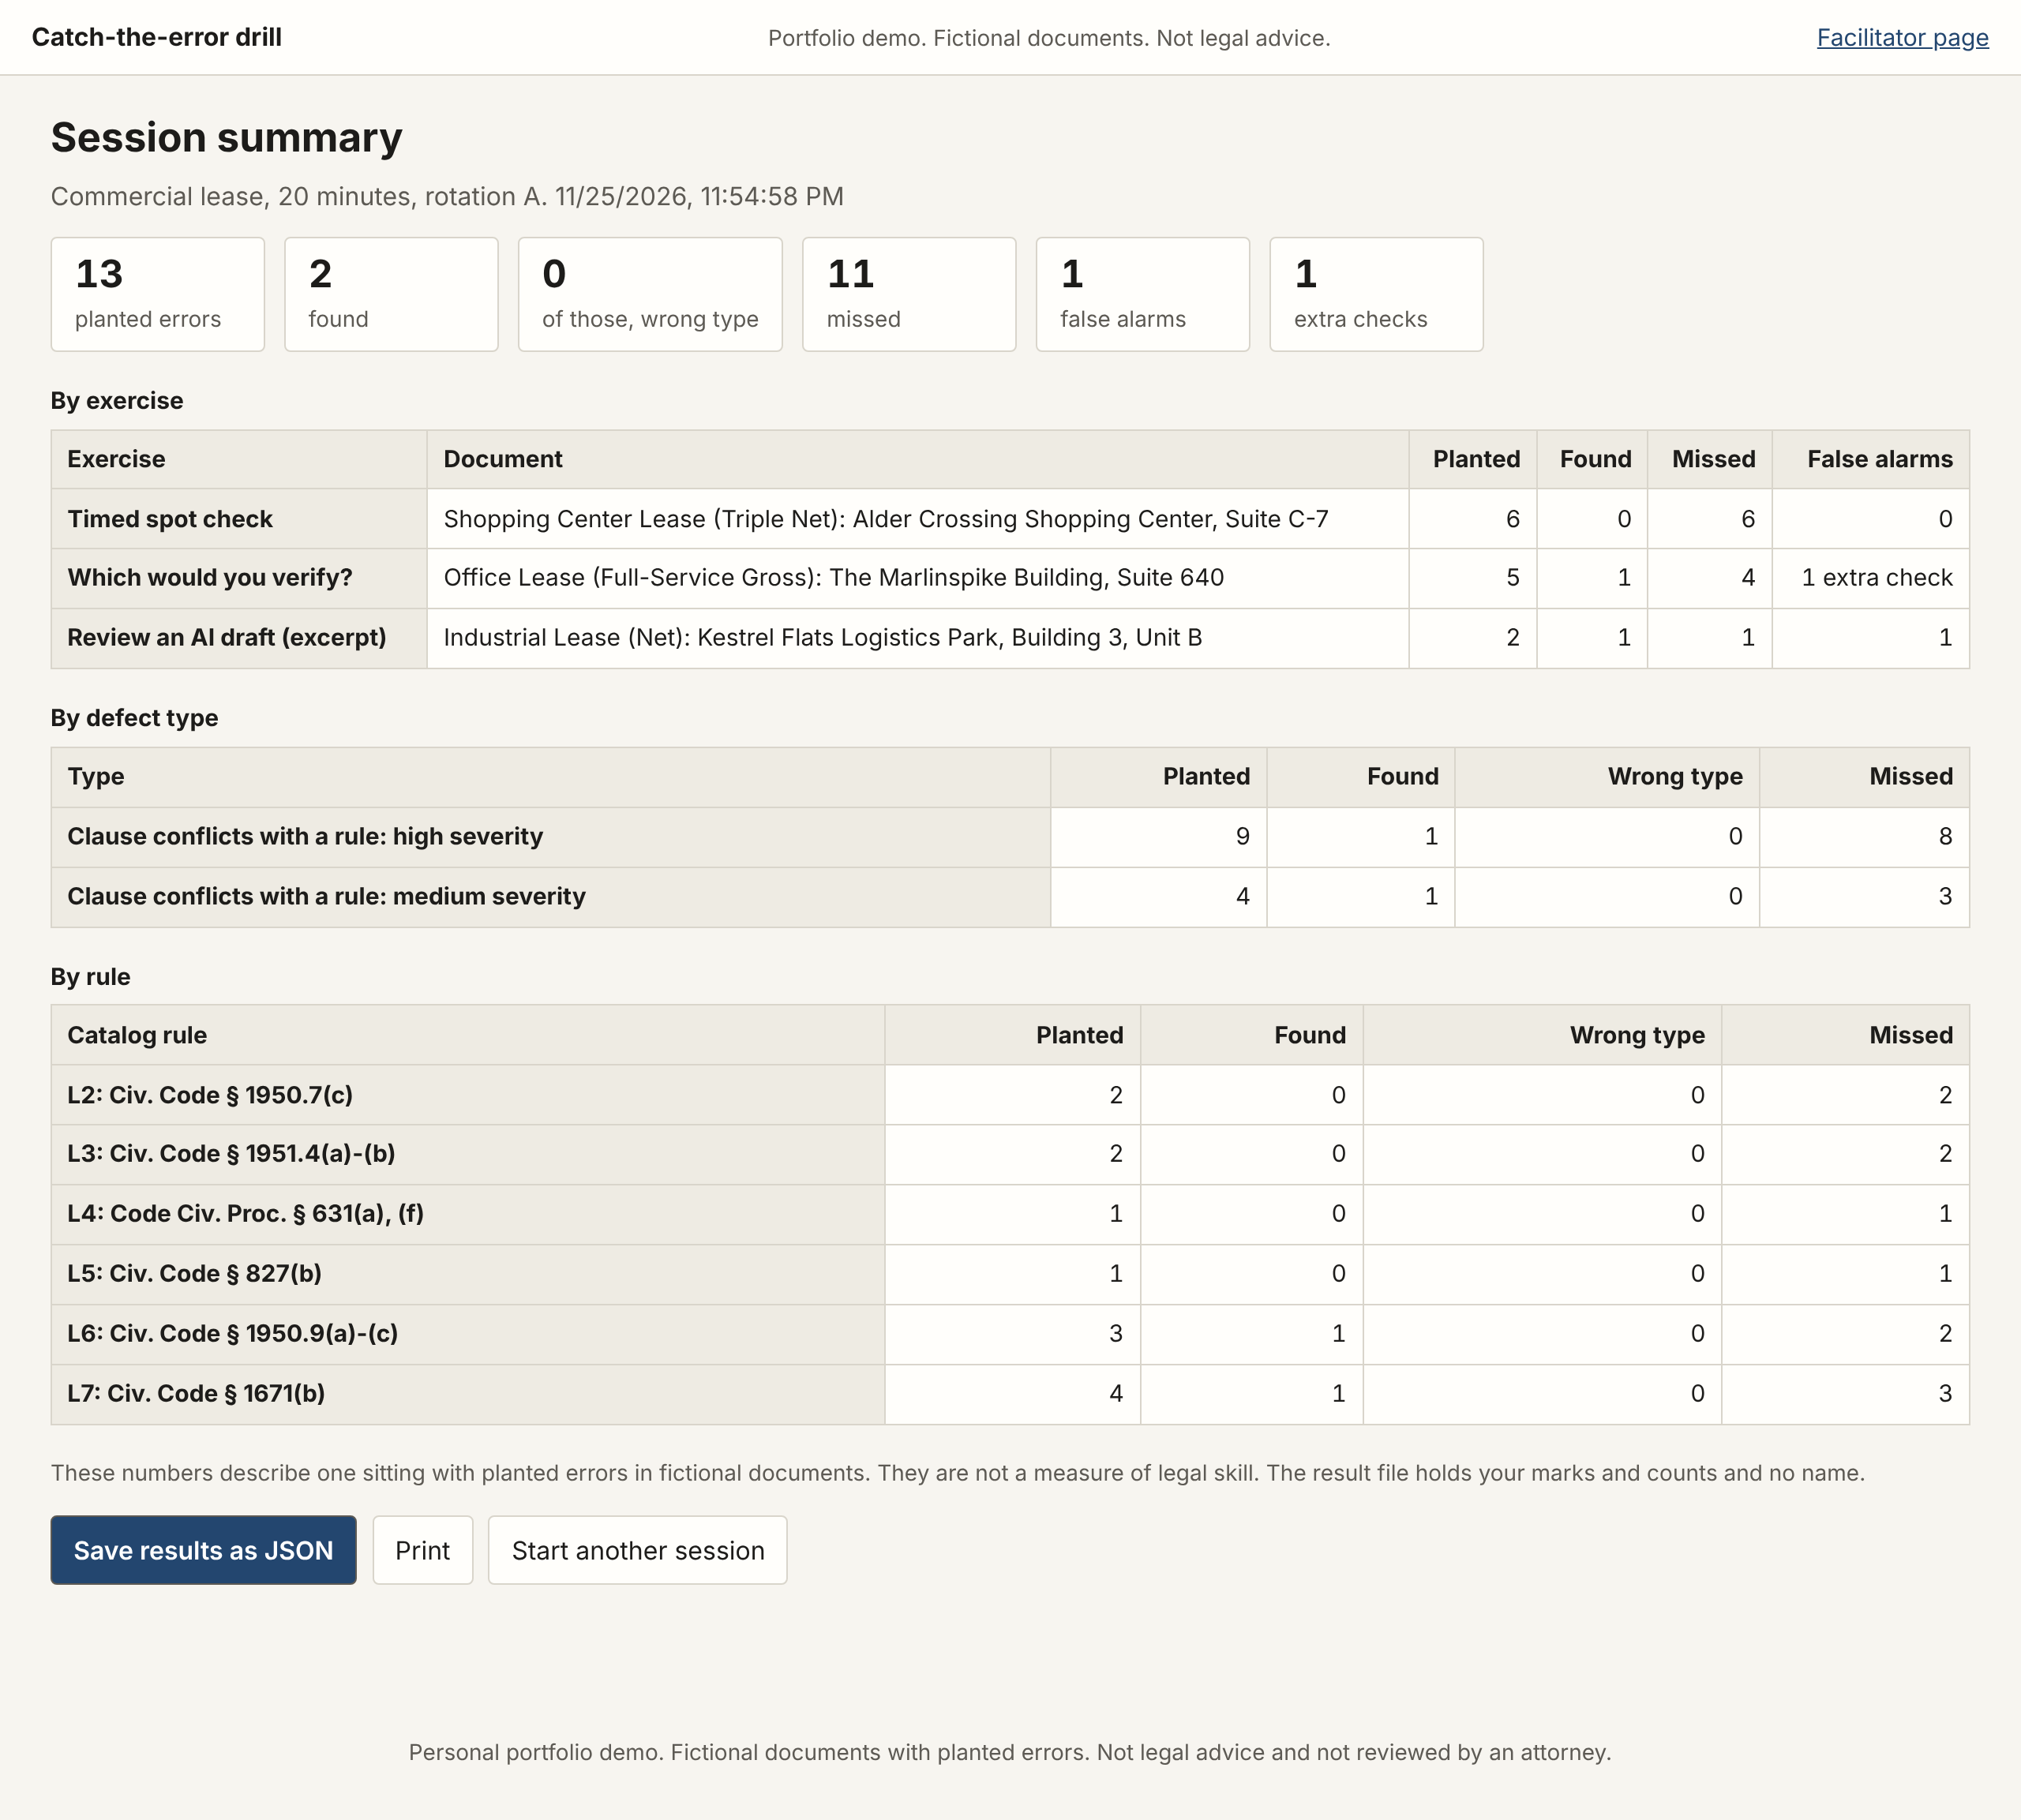 Catch-the-error drill Portfolio demo. Fictional documents. Not legal advice. Facilitator page
Session summary
Commercial lease, 20 minutes, rotation A. 11/25/2026, 11:54:58 PM
13 2 0 11 1 1
planted errors found of those, wrong type missed false alarms extra checks
By exercise
Exercise Document Planted Found Missed False alarms
Timed spot check Shopping Center Lease (Triple Net): Alder Crossing Shopping Center, Suite C-7 6 0 6 0
Which would you verify? Office Lease (Full-Service Gross): The Marlinspike Building, Suite 640 5 1 4 1 extra check
Review an AI draft (excerpt) Industrial Lease (Net): Kestrel Flats Logistics Park, Building 3, Unit B 2 1 1 1
By defect type
Type Planted Found Wrong type Missed
Clause conflicts with a rule: high severity 9 1 0 8
Clause conflicts with a rule: medium severity 4 1 0 3
By rule
Catalog rule Planted Found Wrong type Missed
L2: Civ. Code § 1950.7(c) 2 0 0 2
L3: Civ. Code § 1951.4(a)-(b) 2 0 0 2
L4: Code Civ. Proc. § 631(a), (f) 1 0 0 1
L5: Civ. Code § 827(b) 1 0 0 1
L6: Civ. Code § 1950.9(a)-(c) 3 1 0 2
L7: Civ. Code § 1671(b) 4 1 0 3
These numbers describe one sitting with planted errors in fictional documents. They are not a measure of legal skill. The result file holds your marks and counts and no name.
Save results as JSON Print Start another session
Personal portfolio demo. Fictional documents with planted errors. Not legal advice and not reviewed by an attorney.